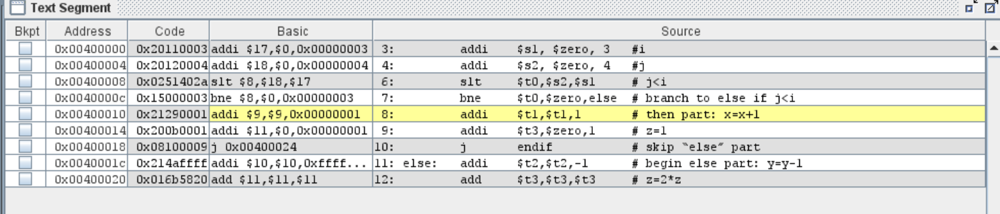 Text Segment
Bkpt Address Code Basic Source
0x00400000 0x20110003 addi $17,$0,0x00000003 3: addi $s1, $zero, 3 #i
0x00400004 0x20120004 addi $18,$0,0x00000004 4: addi $s2, $zero, 4 #j
0x00400008 0x0251402a slt $8,$18,$17 6: slt $t0,$s2,$s1 # j<i
0x0040000c 0x15000003 bne $8,$0,0x00000003 7: bne $t0,$zero,else # branch to else if j<i
0x00400010 0x21290001 addi $9,$9,0x00000001 8: addi $t1,$t1,1 # then part: x=x+1
0x00400014 0x200b0001 addi $11,$0,0x00000001 9: addi $t3,$zero,1 # z=1
0x00400018 0x08100009 j 0x00400024 10: j endif # skip “else” part
0x0040001c 0x214affff addi $10,$10,0xffff... 11: else: addi $t2,$t2,-1 # begin else part: y=y-1
0x00400020 0x016b5820 add $11,$11,$11 12: add $t3,$t3,$t3 # z=2*z